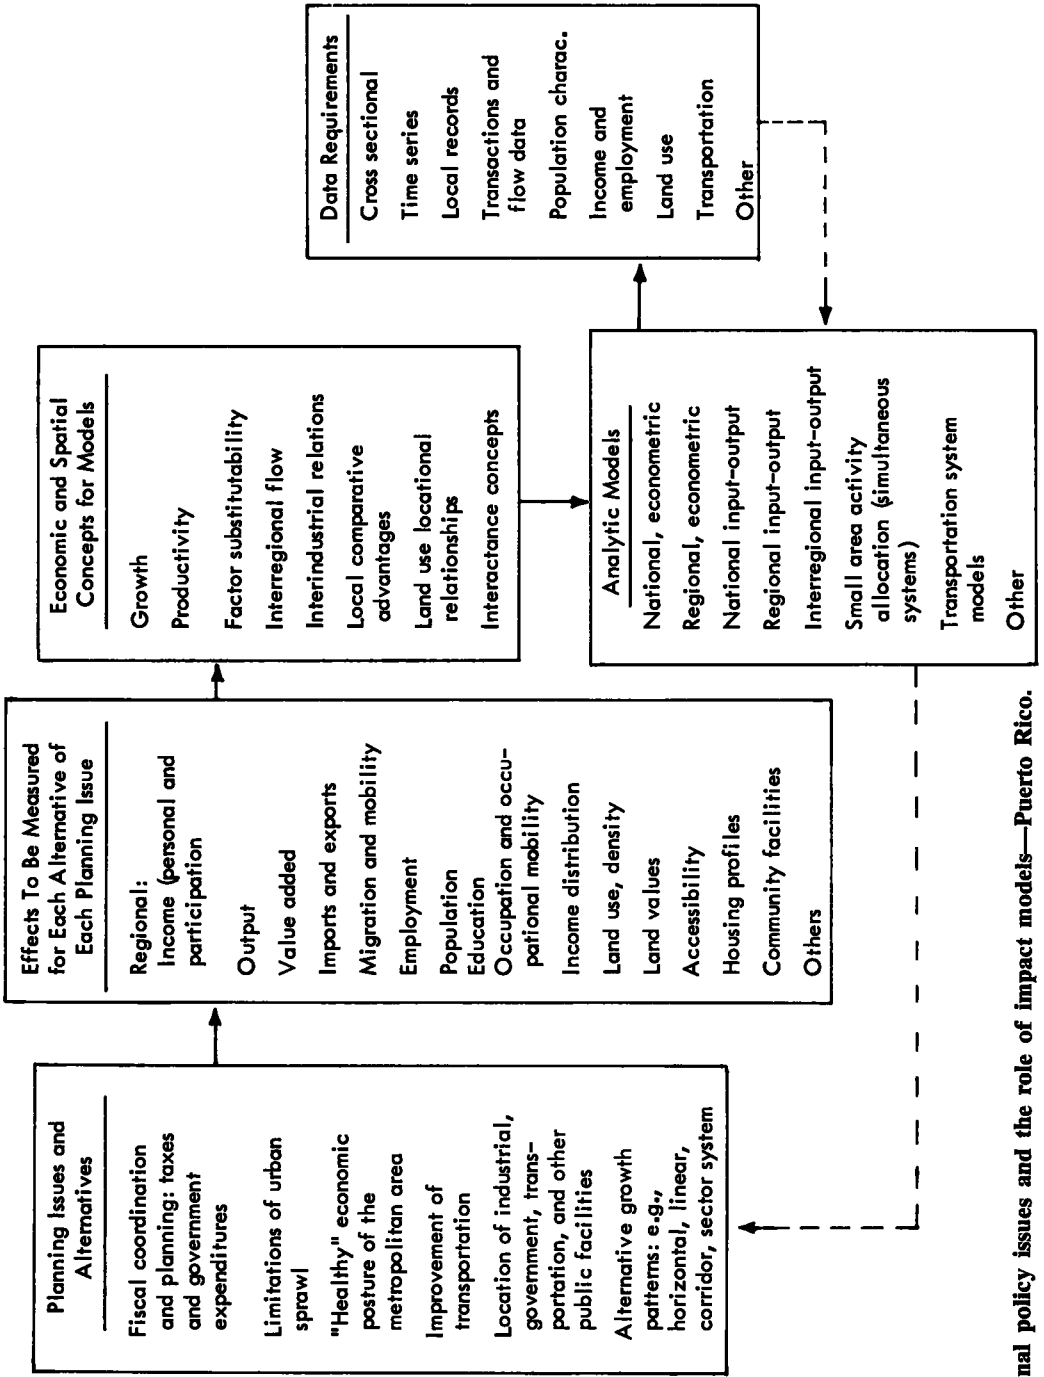 Planning Issues and
Alternatives
Fiscal coordination
and planning: taxes
and government
expenditures
Limitations of urban
sprawl
"Healthy" economic
posture of the
metropolitan area
Improvement of
transportation
Location of industrial,
government, trans-
portation, and other
public facilities
Alternative growth
patterns: e.g.,
horizontal, linear,
corridor, sector system
Effects To Be Measured
for Each Alternative of
Each Planning Issue
Regional:
Income (personal and
participation
Output
Value added
Imports and exports
Migration and mobility
Employment
Population
Education
Occupation and occu-
pational mobility
Income distribution
Land use, density
Land values
Accessibility
Housing profiles
Community facilities
Others
Economic and Spatial
Concepts for Models
Growth
Productivity
Factor substitutability
Interregional flow
Interindustrial relations
Local comparative
advantages
Land use locational
relationships
Interactance concepts
Analytic Models
National, econometric
Regional, econometric
National input-output
Regional input-output
Interregional input-output
Small area activity
allocation (simultaneous
systems)
Transportation system
models
Other
Data Requirements
Cross sectional
Time series
Local records
Transactions and
flow data
Population charac.
Income and
employment
Land use
Transportation
Other
nal policy issues and the role of impact models—Puerto Rico.